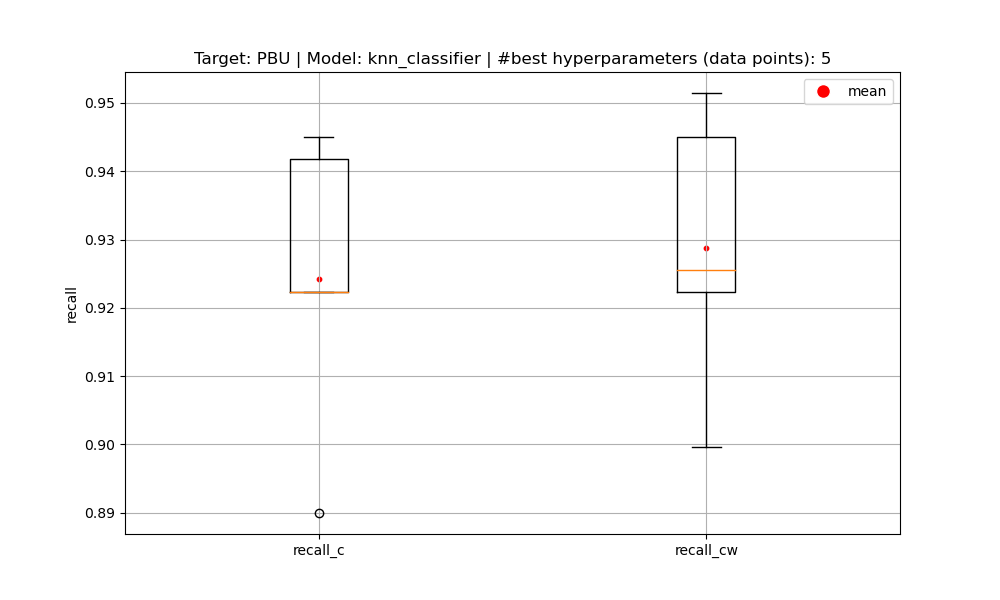 Target: PBU | Model: knn_classifier | #best hyperparameters (data points): 5
mean
0.95
0.94
0.93
0.92
0.91
0.90
0.89
recall
recall_c
recall_cw